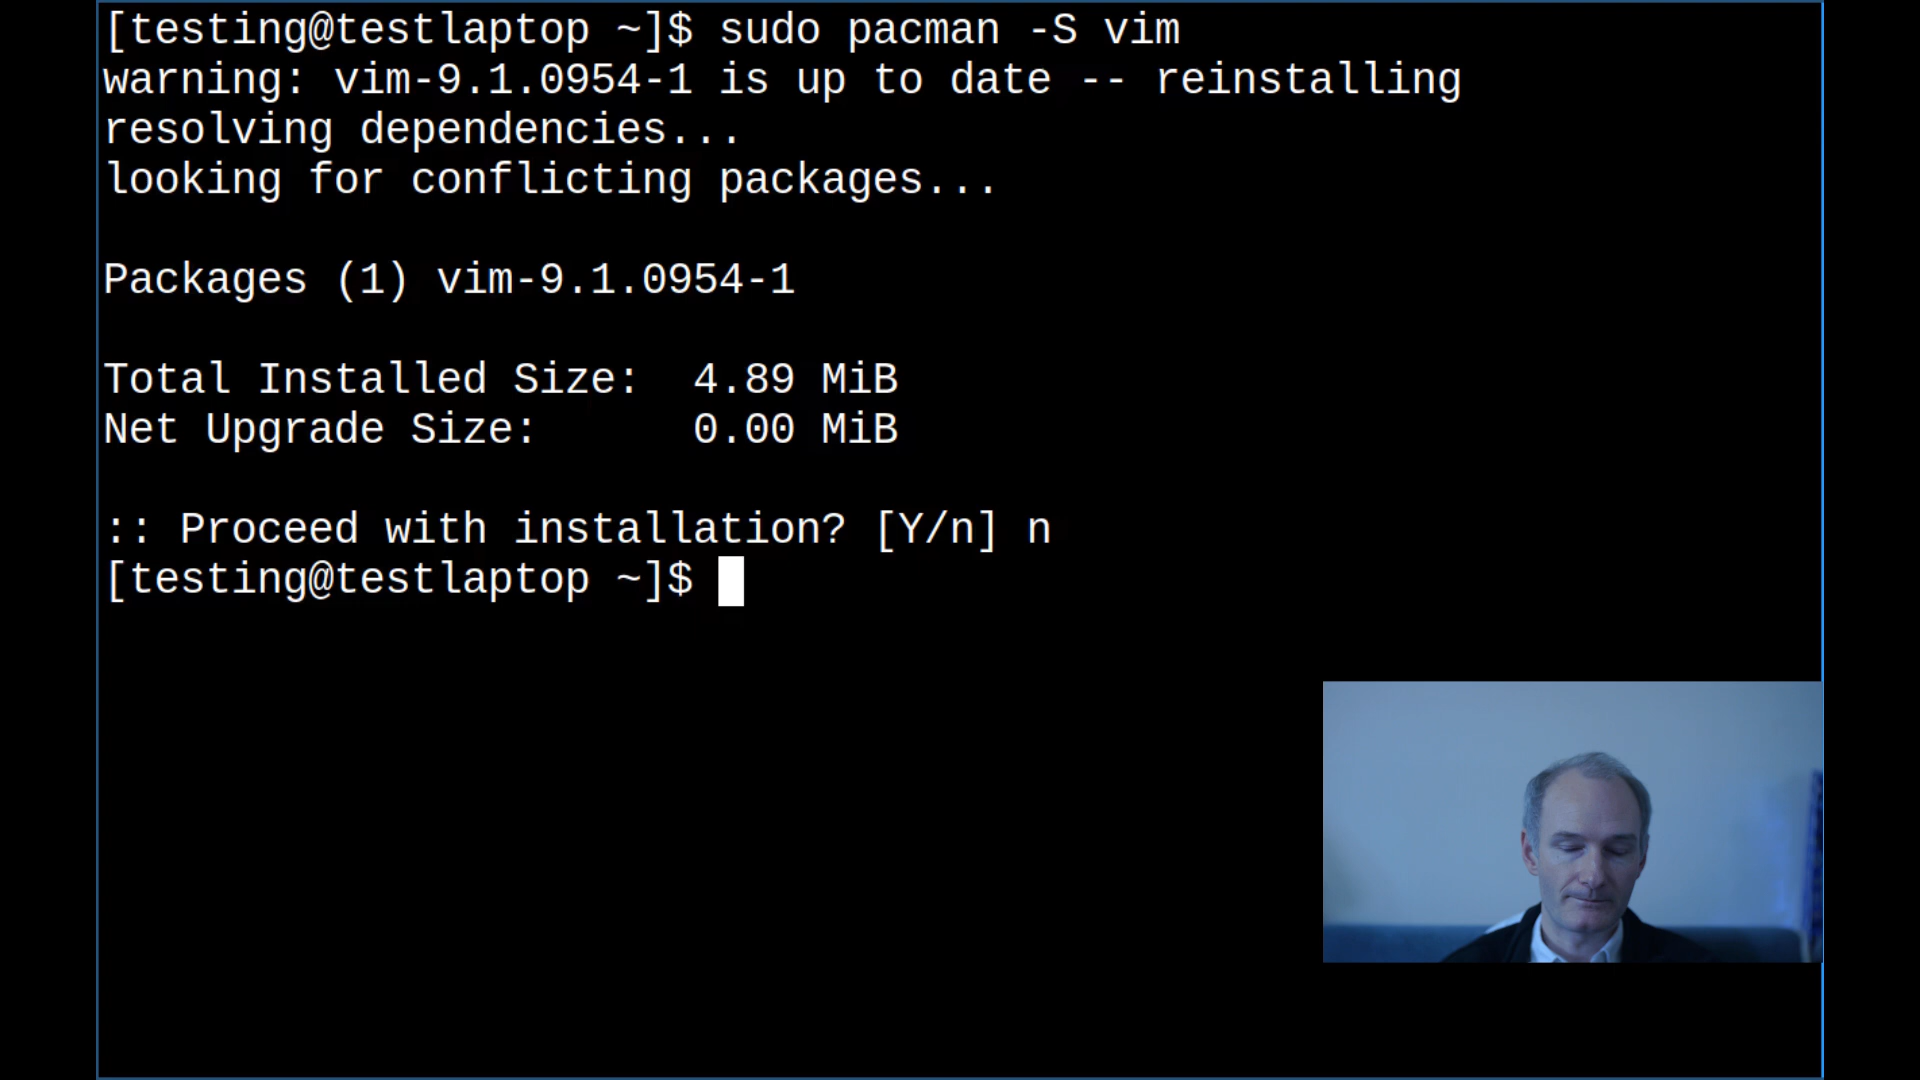 [testing@testlaptop ~]$ sudo pacman -S vim
warning: vim-9.1.0954-1 is up to date -- reinstalling
resolving dependencies...
looking for conflicting packages...
Packages (1) vim-9.1.0954-1
Total Installed Size:  4.89 MiB
Net Upgrade Size:      0.00 MiB
:: Proceed with installation? [Y/n] n
[testing@testlaptop ~]$